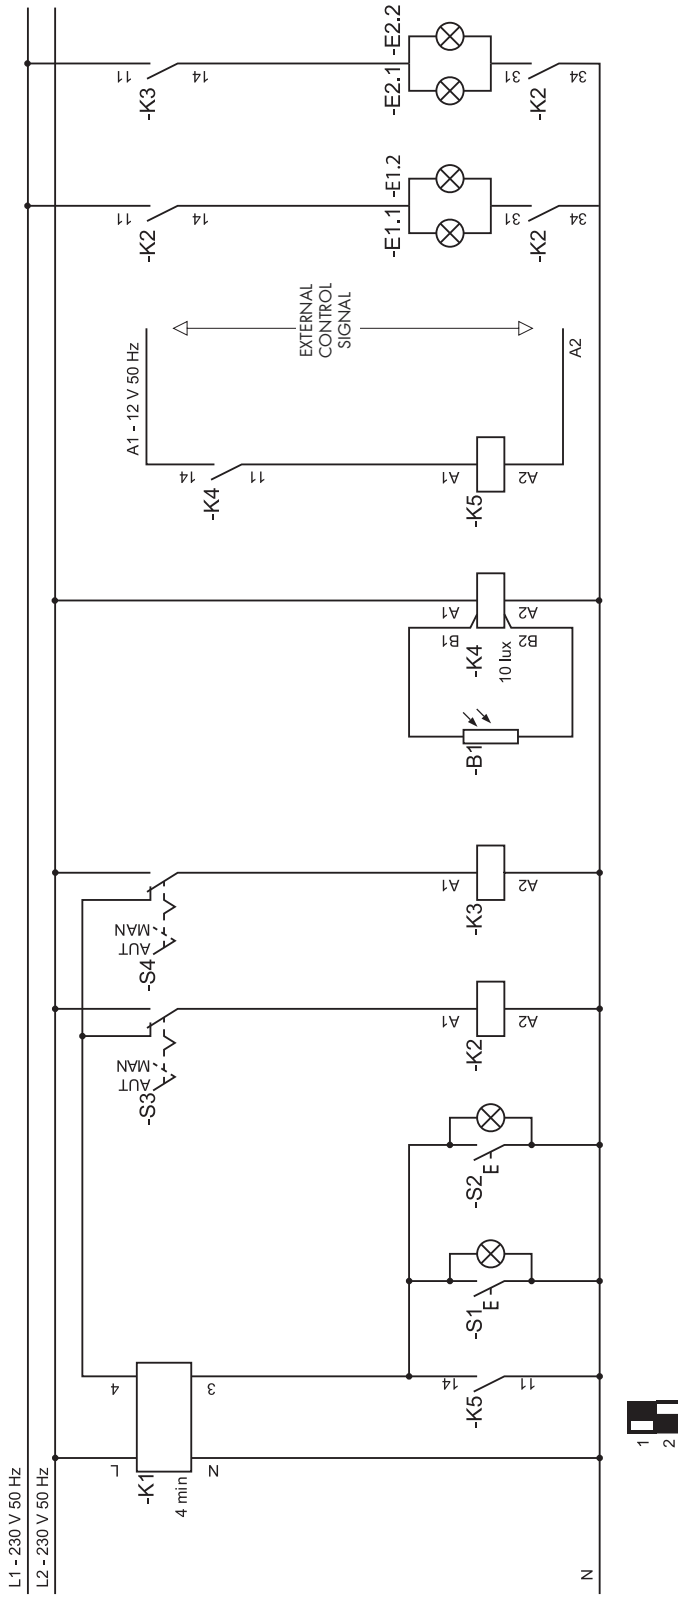 L1 - 230 V 50 Hz
L2 - 230 V 50 Hz
N
-K1
4 min
L
N
4
3
-K5
14
11
-S1
E
-S2
E
-S3
AUT
MAN
-K2
A1
A2
-S4
AUT
MAN
-K3
A1
A2
-B1
-K4
10 lux
B1
B2
A1
A2
A1 - 12 V 50 Hz
-K4
14
11
-K5
A1
A2
A2
EXTERNAL
CONTROL
SIGNAL
-K2
11
14
-E1.1 -E1.2
31
34
-K2
-K3
11
14
-E2.1 -E2.2
31
34
-K2
1
2